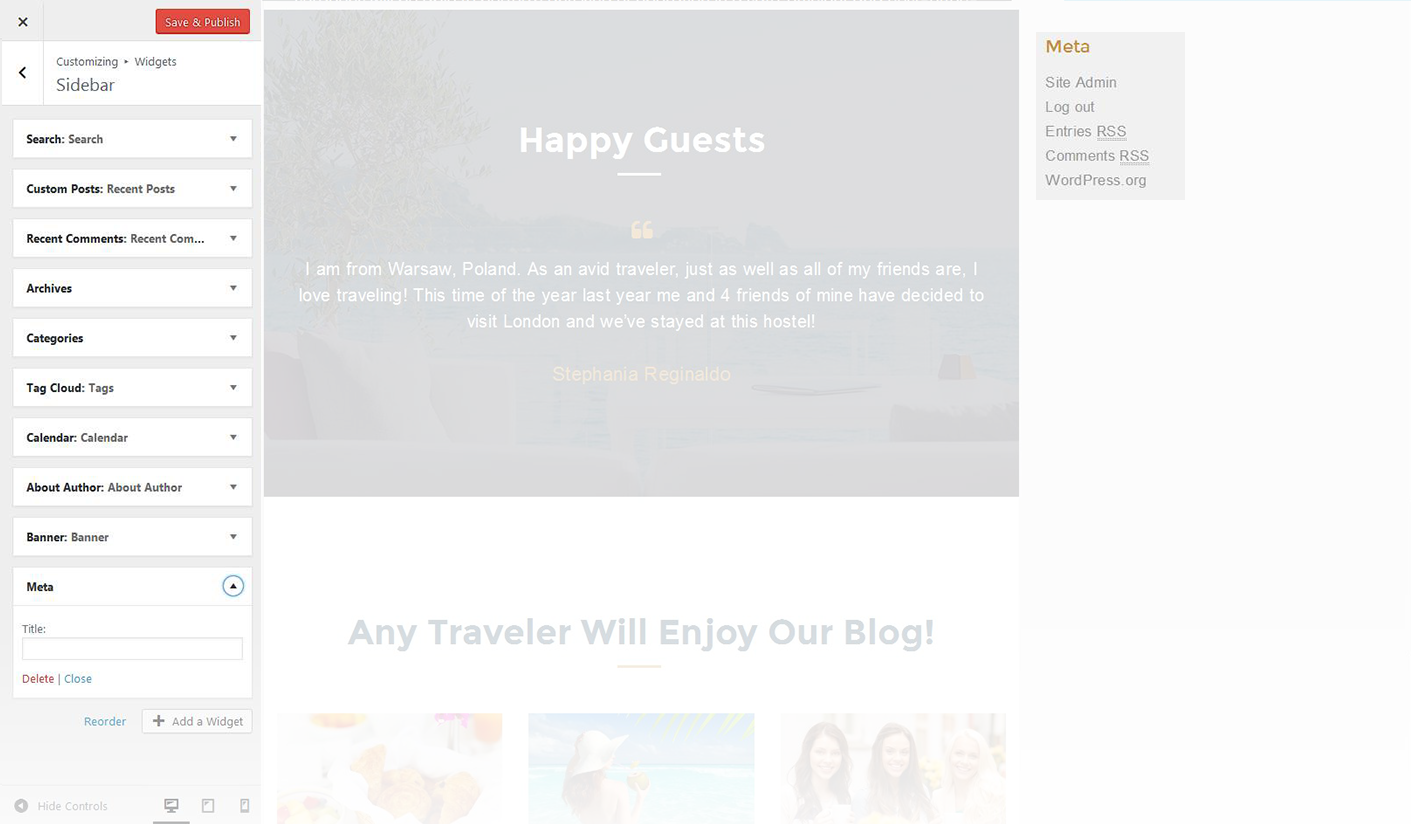 Save & Publish
Customizing ▸ Widgets
Sidebar
Search: Search
Custom Posts: Recent Posts
Recent Comments: Recent Com...
Archives
Categories
Tag Cloud: Tags
Calendar: Calendar
About Author: About Author
Banner: Banner
Meta
Title:
Delete | Close
Reorder
Add a Widget
Hide Controls
Happy Guests
I am from Warsaw, Poland. As an avid traveler, just as well as all of my friends are, I
love traveling! This time of the year last year me and 4 friends of mine have decided to
visit London and we've stayed at this hostel!
Stephania Reginaldo
Any Traveler Will Enjoy Our Blog!
Meta
Site Admin
Log out
Entries RSS
Comments RSS
WordPress.org